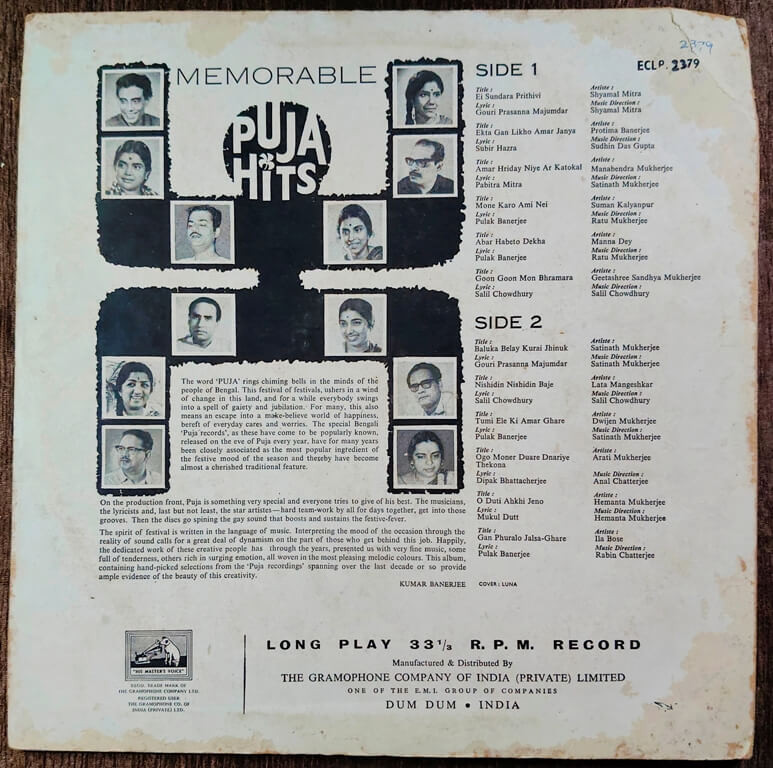 2379
ECLP. 2379
MEMORABLE
PUJA
HITS
SIDE 1
Title : Artiste :
Ei Sundara Prithivi Shyamal Mitra
Lyric : Music Direction :
Gouri Prasanna Majumdar Shyamal Mitra
Title : Artiste :
Ekta Gan Likho Amar Janya Protima Banerjee
Lyric : Music Direction :
Subir Hazra Sudhin Das Gupta
Title : Artiste :
Amar Hriday Niye Ar Katokal Manabendra Mukherjee
Lyric : Music Direction :
Pabitra Mitra Satinath Mukherjee
Title : Artiste :
Mone Karo Ami Nei Suman Kalyanpur
Lyric : Music Direction :
Pulak Banerjee Ratu Mukherjee
Title : Artiste :
Abar Habeto Dekha Manna Dey
Lyric : Music Direction :
Pulak Banerjee Ratu Mukherjee
Title : Artiste :
Goon Goon Mon Bhramara Geetashree Sandhya Mukherjee
Lyric : Music Direction :
Salil Chowdhury Salil Chowdhury
SIDE 2
Title : Artiste :
Baluka Belay Kurai Jhinuk Satinath Mukherjee
Lyric : Music Direction :
Gouri Prasanna Majumdar Satinath Mukherjee
Title : Artiste :
Nishidin Nishidin Baje Lata Mangeshkar
Lyric : Music Direction :
Salil Chowdhury Salil Chowdhury
Title : Artiste :
Tumi Ele Ki Amar Ghare Dwijen Mukherjee
Lyric : Music Direction :
Pulak Banerjee Satinath Mukherjee
Title : Artiste :
Ogo Moner Duare Dnariye Arati Mukherjee
Thekona
Lyric : Music Direction :
Dipak Bhattacherjee Anal Chatterjee
Title : Artiste :
O Duti Ahkhi Jeno Hemanta Mukherjee
Lyric : Music Direction :
Mukul Dutt Hemanta Mukherjee
Title : Artiste :
Gan Phuralo Jalsa-Ghare Ila Bose
Lyric : Music Direction :
Pulak Banerjee Rabin Chatterjee
The word 'PUJA' rings chiming bells in the minds of the
people of Bengal. This festival of festivals, ushers in a wind
of change in this land, and for a while everybody swings
into a spell of gaiety and jubilation. For many, this also
means an escape into a make-believe world of happiness,
bereft of everyday cares and worries. The special Bengali
'Puja records', as these have come to be popularly known,
released on the eve of Puja every year, have for many years
been closely associated as the most popular ingredient of
the festive mood of the season and thereby have become
almost a cherished traditional feature.
On the production front, Puja is something very special and everyone tries to give of his best. The musicians,
the lyricists and, last but not least, the star artistes—hard team-work by all for days together, get into those
grooves. Then the discs go spining the gay sound that boosts and sustains the festive-fever.
The spirit of festival is written in the language of music. Interpreting the mood of the occasion through the
reality of sound calls for a great deal of dynamism on the part of those who get behind this job. Happily,
the dedicated work of these creative people has through the years, presented us with very fine music, some
full of tenderness, others rich in surging emotion, all woven in the most pleasing melodic colours. This album,
containing hand-picked selections from the 'Puja recordings' spanning over the last decade or so provide
ample evidence of the beauty of this creativity.
KUMAR BANERJEE
COVER : LUNA
"HIS MASTER'S VOICE"
REGD. TRADE MARK OF
THE GRAMOPHONE COMPANY LTD.
REGISTERED USER
THE GRAMOPHONE CO. OF
INDIA (PRIVATE) LTD.
LONG PLAY 33 1/3 R. P. M. RECORD
Manufactured & Distributed By
THE GRAMOPHONE COMPANY OF INDIA (PRIVATE) LIMITED
ONE OF THE E.M.I. GROUP OF COMPANIES
DUM DUM • INDIA